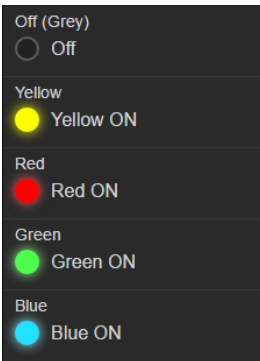 Off (Grey)
Off
Yellow
Yellow ON
Red
Red ON
Green
Green ON
Blue
Blue ON